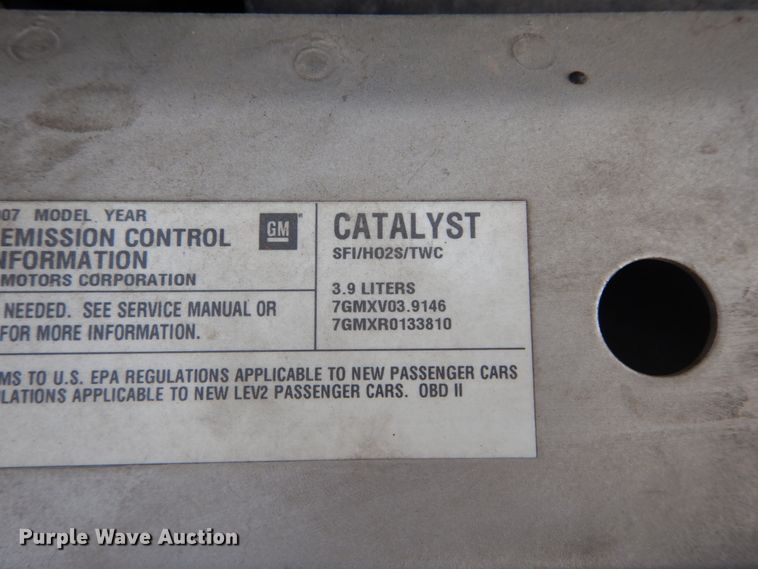 007 MODEL YEAR
EMISSION CONTROL
NFORMATION
MOTORS CORPORATION
GM
CATALYST
SFI/HO2S/TWC
3.9 LITERS
7GMXV03.9146
7GMXR0133810
NEEDED. SEE SERVICE MANUAL OR
FOR MORE INFORMATION.
MS TO U.S. EPA REGULATIONS APPLICABLE TO NEW PASSENGER CARS
ULATIONS APPLICABLE TO NEW LEV2 PASSENGER CARS. OBD II
Purple Wave Auction